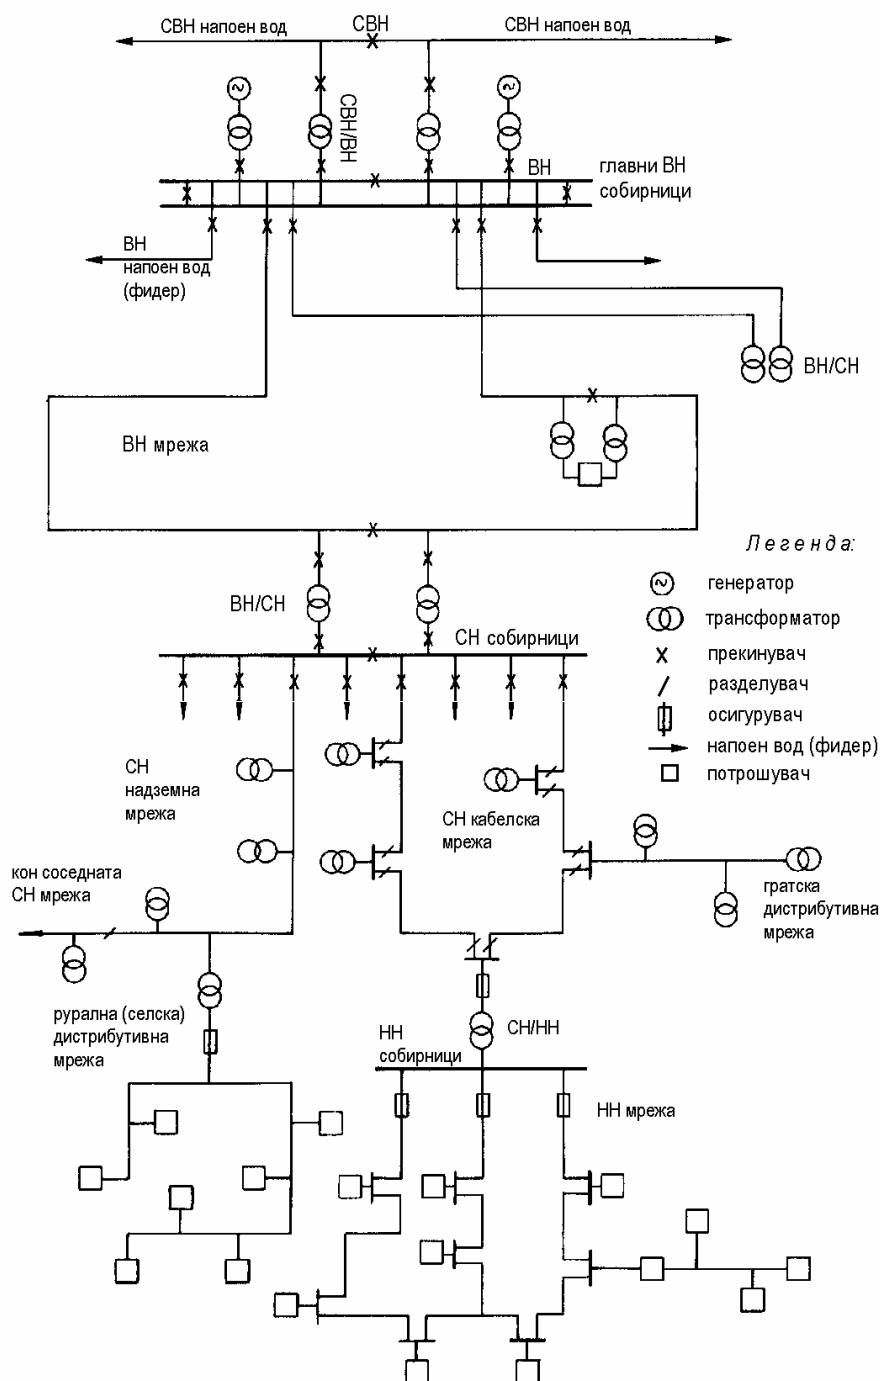 СВН напоен вод
СВН
СВН напоен вод
СВН/ВН
ВН
главни ВН
собирници
ВН
напоен вод
(фидер)
ВН/СН
ВН мрежа
Легенда:
генератор
трансформатор
прекинувач
разделувач
осигурувач
напоен вод (фидер)
потрошувач
ВН/СН
СН собирници
СН
надземна
мрежа
СН кабелска
мрежа
кон соседната
СН мрежа
гратска
дистрибутивна
мрежа
рурална (селска)
дистрибутивна
мрежа
СН/НН
НН
собирници
НН мрежа